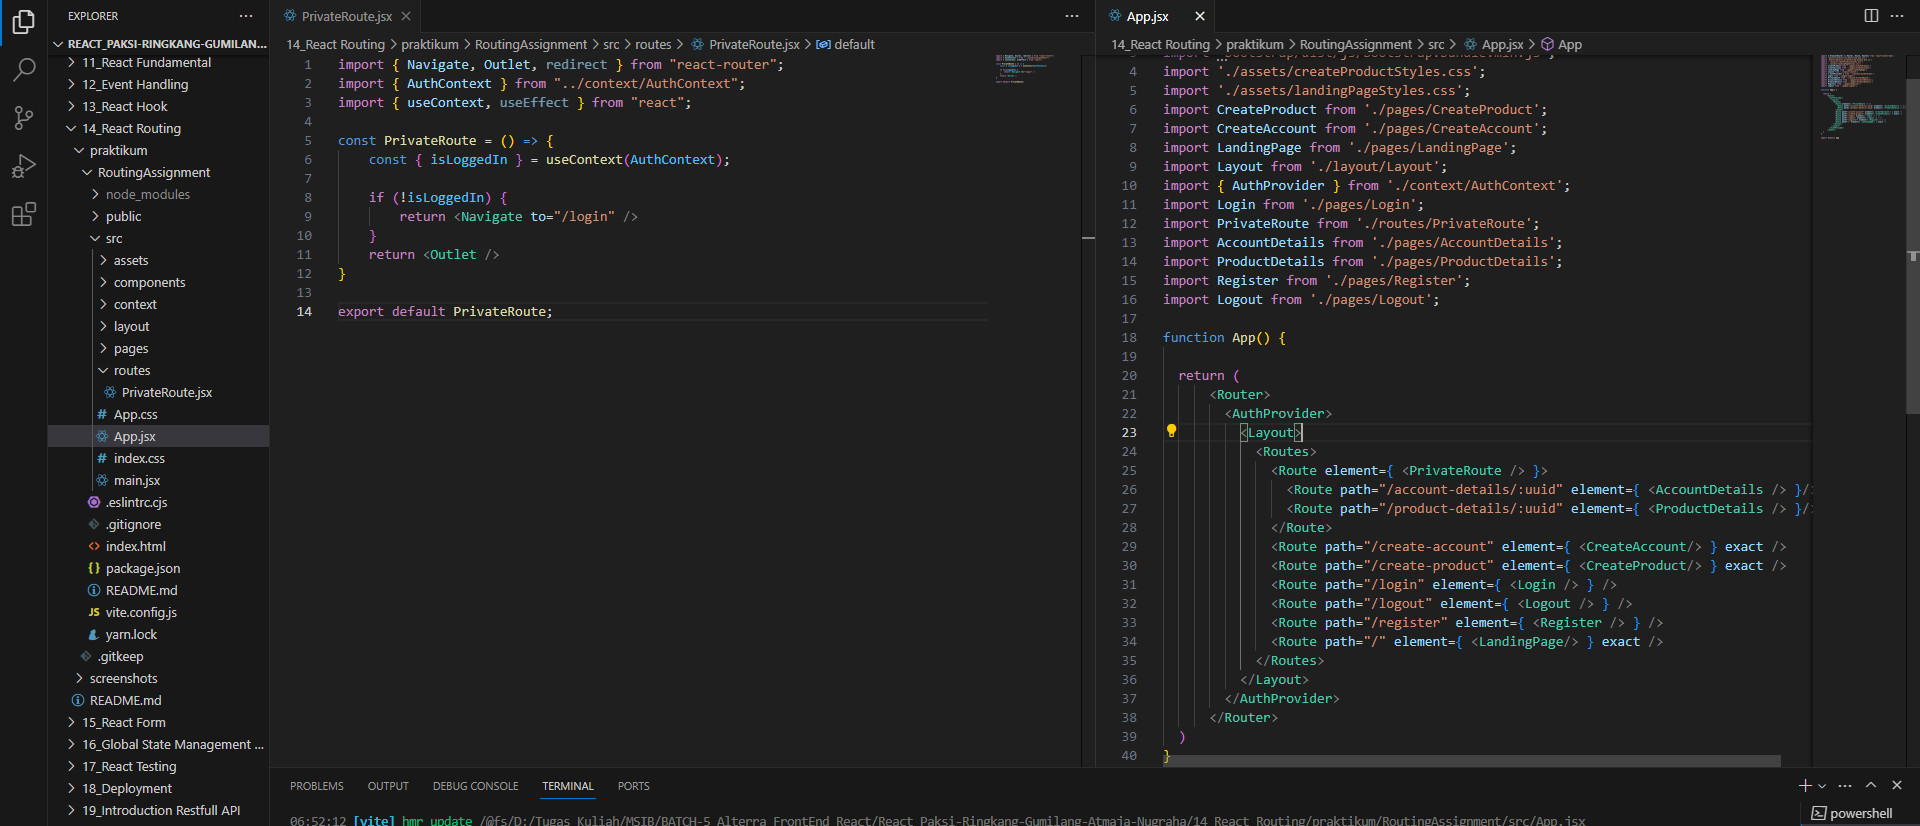 EXPLORER
REACT_PAKSI-RINGKANG-GUMILAN...
11_React Fundamental
12_Event Handling
13_React Hook
14_React Routing
praktikum
RoutingAssignment
node_modules
public
src
assets
components
context
layout
pages
routes
PrivateRoute.jsx
App.css
App.jsx
index.css
main.jsx
.eslintrc.cjs
.gitignore
index.html
package.json
README.md
vite.config.js
yarn.lock
.gitkeep
screenshots
README.md
15_React Form
16_Global State Management ...
17_React Testing
18_Deployment
19_Introduction Restfull API
PrivateRoute.jsx
14_React Routing > praktikum > RoutingAssignment > src > routes > PrivateRoute.jsx > default
1 import { Navigate, Outlet, redirect } from "react-router";
2 import { AuthContext } from "../context/AuthContext";
3 import { useContext, useEffect } from "react";
4
5 const PrivateRoute = () => {
6 const { isLoggedIn } = useContext(AuthContext);
7
8 if (!isLoggedIn) {
9 return <Navigate to="/login" />
10 }
11 return <Outlet />
12 }
13
14 export default PrivateRoute;
App.jsx
14_React Routing > praktikum > RoutingAssignment > src > App.jsx > App
4 import './assets/createProductStyles.css';
5 import './assets/landingPageStyles.css';
6 import CreateProduct from './pages/CreateProduct';
7 import CreateAccount from './pages/CreateAccount';
8 import LandingPage from './pages/LandingPage';
9 import Layout from './layout/Layout';
10 import { AuthProvider } from './context/AuthContext';
11 import Login from './pages/Login';
12 import PrivateRoute from './routes/PrivateRoute';
13 import AccountDetails from './pages/AccountDetails';
14 import ProductDetails from './pages/ProductDetails';
15 import Register from './pages/Register';
16 import Logout from './pages/Logout';
17
18 function App() {
19
20 return (
21 <Router>
22 <AuthProvider>
23 <Layout>
24 <Routes>
25 <Route element={ <PrivateRoute /> }>
26 <Route path="/account-details/:uuid" element={ <AccountDetails /> }/
27 <Route path="/product-details/:uuid" element={ <ProductDetails /> }/
28 </Route>
29 <Route path="/create-account" element={ <CreateAccount/> } exact />
30 <Route path="/create-product" element={ <CreateProduct/> } exact />
31 <Route path="/login" element={ <Login /> } />
32 <Route path="/logout" element={ <Logout /> } />
33 <Route path="/register" element={ <Register /> } />
34 <Route path="/" element={ <LandingPage/> } exact />
35 </Routes>
36 </Layout>
37 </AuthProvider>
38 </Router>
39 )
40 }
PROBLEMS OUTPUT DEBUG CONSOLE TERMINAL PORTS
powershell
06:52:12 [vite] hmr update /@fs/D:/Tugas Kuliah/MSIB/BATCH-5 Alterra FrontEnd React/React_Paksi-Ringkang-Gumilang-Atmaja-Nugraha/14_React Routing/praktikum/RoutingAssignment/src/App.jsx